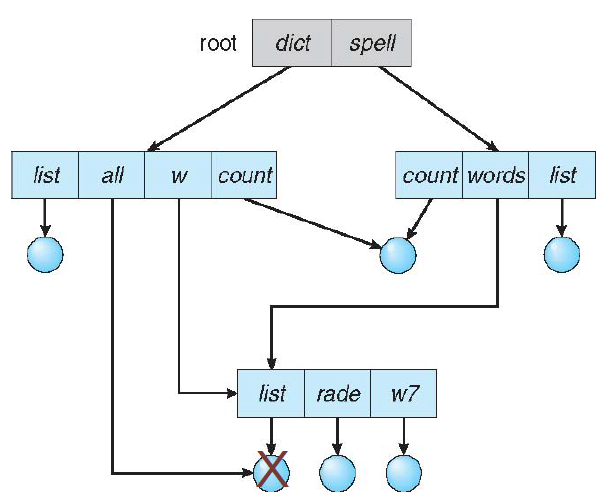 root dict spell
list all w count count words list
list rade w7
X